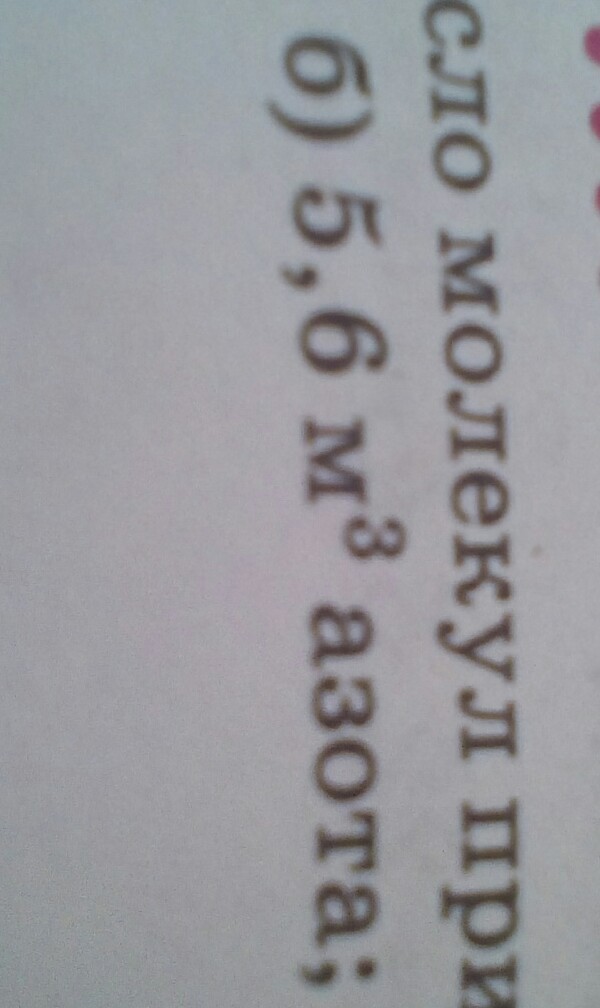 сло молекул при
б) 5,6 м³ азота;